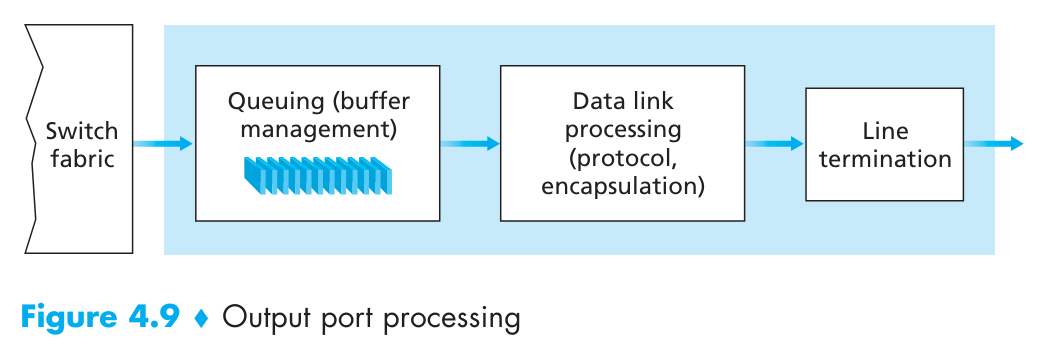 Switch
fabric
Queuing (buffer
management)
Data link
processing
(protocol,
encapsulation)
Line
termination
Figure 4.9 ♦ Output port processing